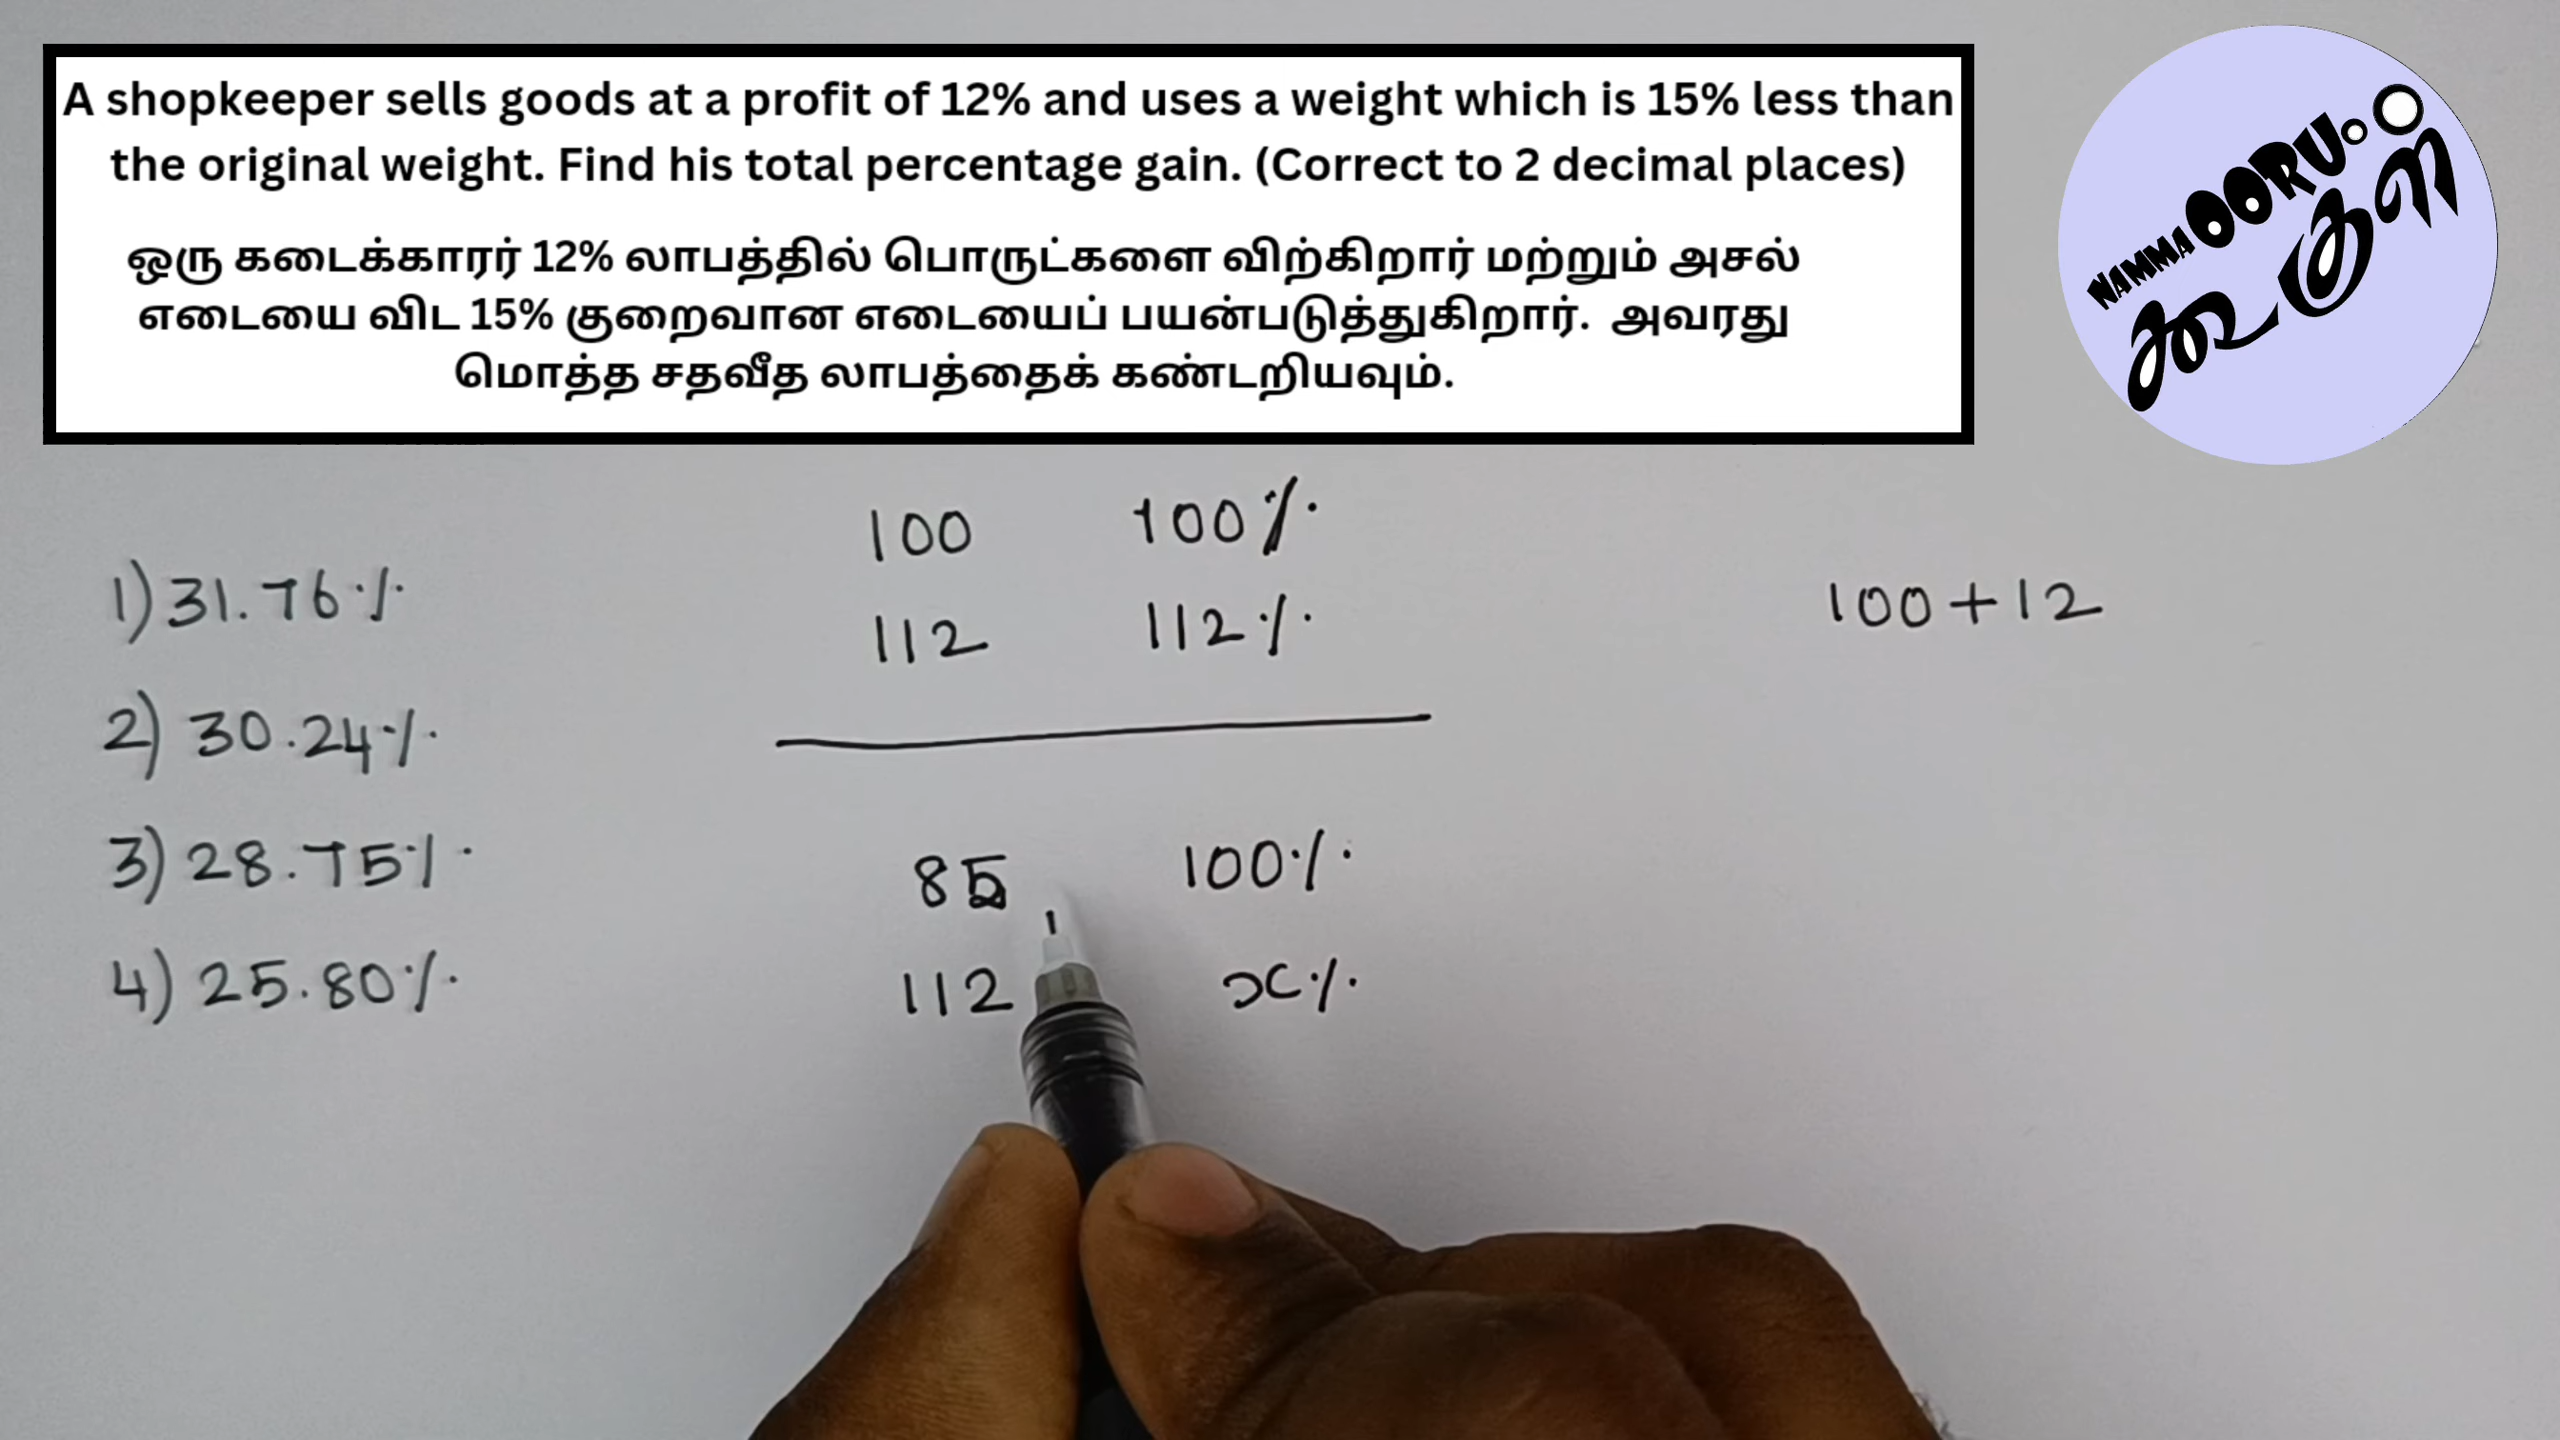 A shopkeeper sells goods at a profit of 12% and uses a weight which is 15% less than
the original weight. Find his total percentage gain. (Correct to 2 decimal places)
ஒரு கடைக்காரர் 12% லாபத்தில் பொருட்களை விற்கிறார் மற்றும் அசல்
எடையை விட 15% குறைவான எடையைப் பயன்படுத்துகிறார். அவரது
மொத்த சதவீத லாபத்தைக் கண்டறியவும்.
NAMMA OORU
கூகுள்
1) 31.76%
2) 30.24%
3) 28.75%
4) 25.80%
100 100%
112 112%
85 100%
112 x%
100+12